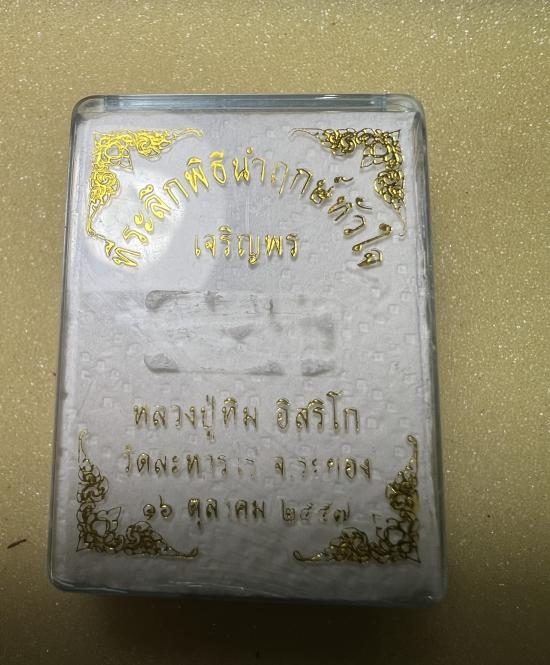 ที่ระลึกพิธีนำฤกษ์หัวใจ
เจริญพร
หลวงปู่ทิม อิสริโก
วัดละหารไร่ จ.ระยอง
๑๖ ตุลาคม ๒๕๕๗